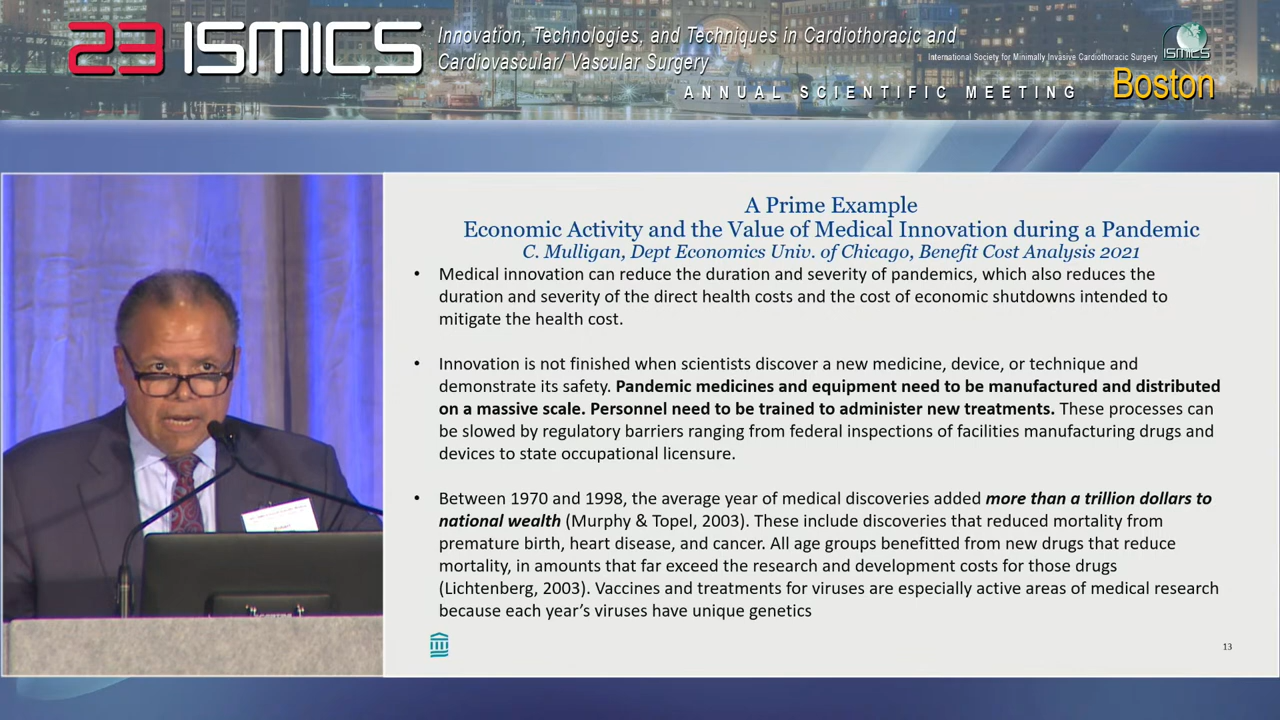 23 ISMICS
Innovation, Technologies, and Techniques in Cardiothoracic and
Cardiovascular/ Vascular Surgery
International Society for Minimally Invasive Cardiothoracic Surgery
ISMICS
ANNUAL SCIENTIFIC MEETING
Boston
A Prime Example
Economic Activity and the Value of Medical Innovation during a Pandemic
C. Mulligan, Dept Economics Univ. of Chicago, Benefit Cost Analysis 2021
• Medical innovation can reduce the duration and severity of pandemics, which also reduces the
duration and severity of the direct health costs and the cost of economic shutdowns intended to
mitigate the health cost.
• Innovation is not finished when scientists discover a new medicine, device, or technique and
demonstrate its safety. Pandemic medicines and equipment need to be manufactured and distributed
on a massive scale. Personnel need to be trained to administer new treatments. These processes can
be slowed by regulatory barriers ranging from federal inspections of facilities manufacturing drugs and
devices to state occupational licensure.
• Between 1970 and 1998, the average year of medical discoveries added more than a trillion dollars to
national wealth (Murphy & Topel, 2003). These include discoveries that reduced mortality from
premature birth, heart disease, and cancer. All age groups benefitted from new drugs that reduce
mortality, in amounts that far exceed the research and development costs for those drugs
(Lichtenberg, 2003). Vaccines and treatments for viruses are especially active areas of medical research
because each year’s viruses have unique genetics
13